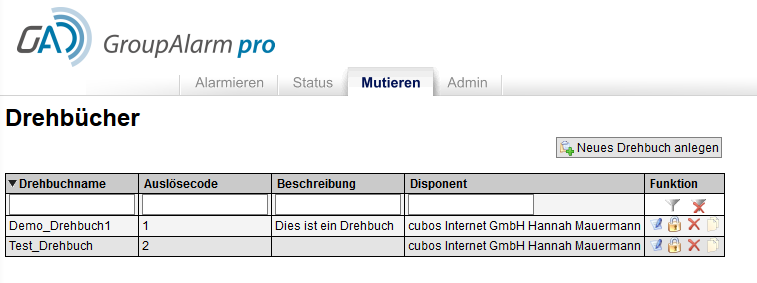 GroupAlarm pro
Alarmieren Status Mutieren Admin
Drehbücher
Neues Drehbuch anlegen
Drehbuchname Auslösecode Beschreibung Disponent Funktion
Demo_Drehbuch1 1 Dies ist ein Drehbuch cubos Internet GmbH Hannah Mauermann
Test_Drehbuch 2 cubos Internet GmbH Hannah Mauermann